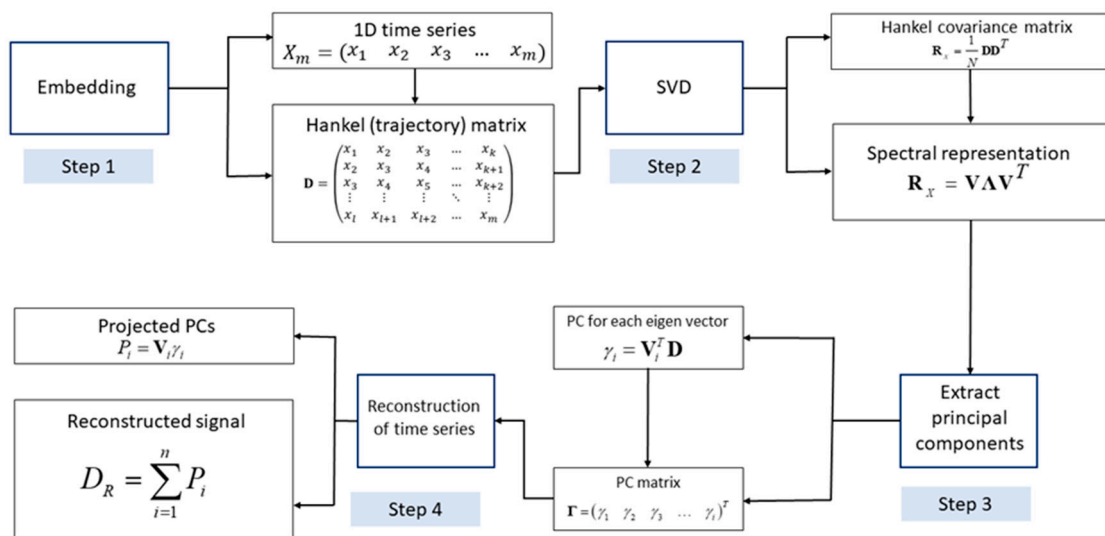 Embedding
Step 1
1D time series
X_m = (x_1 x_2 x_3 … x_m)
Hankel (trajectory) matrix
D = (x_1 x_2 x_3 … x_k
x_2 x_3 x_4 … x_{k+1}
x_3 x_4 x_5 … x_{k+2}
⋮ ⋮ ⋮ ⋱ ⋮
x_l x_{l+1} x_{l+2} … x_m)
SVD
Step 2
Hankel covariance matrix
R_x = 1/N DD^T
Spectral representation
R_X = VΛV^T
Extract
principal
components
Step 3
PC for each eigen vector
γ_i = V_i^T D
PC matrix
Γ = (γ_1 γ_2 γ_3 … γ_i)^T
Reconstruction
of time series
Step 4
Projected PCs
P_i = V_i γ_i
Reconstructed signal
D_R = ∑_{i=1}^{n} P_i